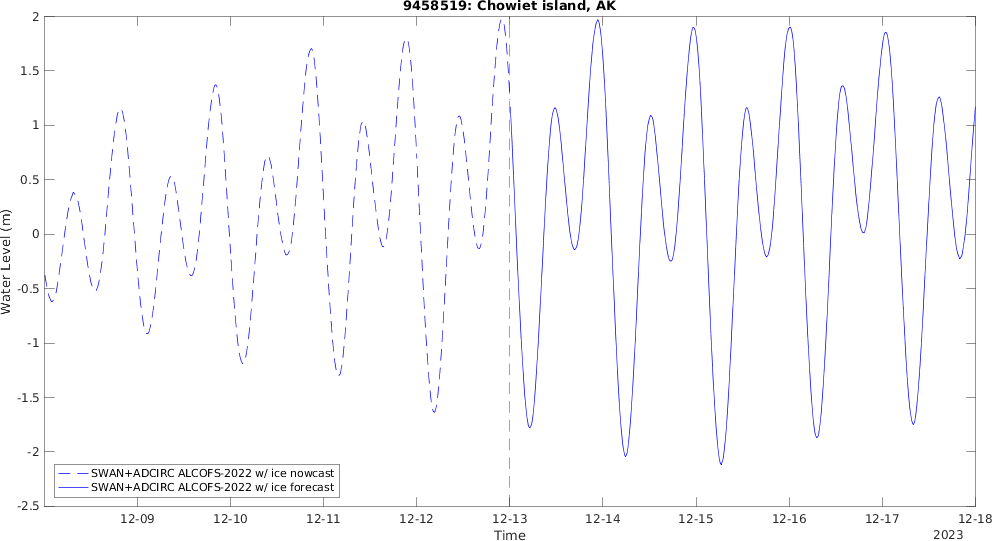 9458519: Chowiet island, AK
2
1.5
1
0.5
0
-0.5
-1
-1.5
-2
-2.5
Water Level (m)
SWAN+ADCIRC ALCOFS-2022 w/ ice nowcast
SWAN+ADCIRC ALCOFS-2022 w/ ice forecast
12-09 12-10 12-11 12-12 12-13 12-14 12-15 12-16 12-17 12-18
Time
2023